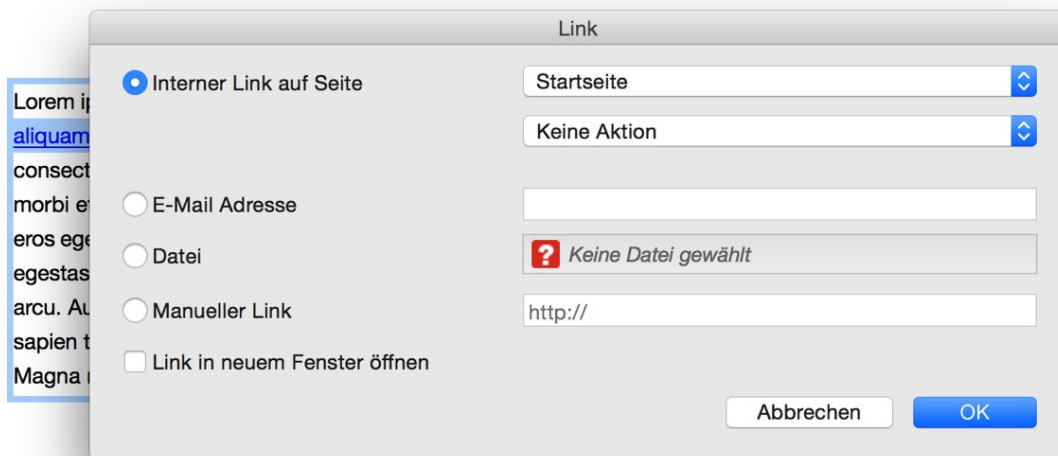 Link
Interner Link auf Seite
Startseite
Keine Aktion
E-Mail Adresse
Datei
Keine Datei gewählt
Manueller Link
http://
Link in neuem Fenster öffnen
Abbrechen
OK
Lorem
aliquam
consect
morbi
eros
egestas
arcu. Au
sapien t
Magna